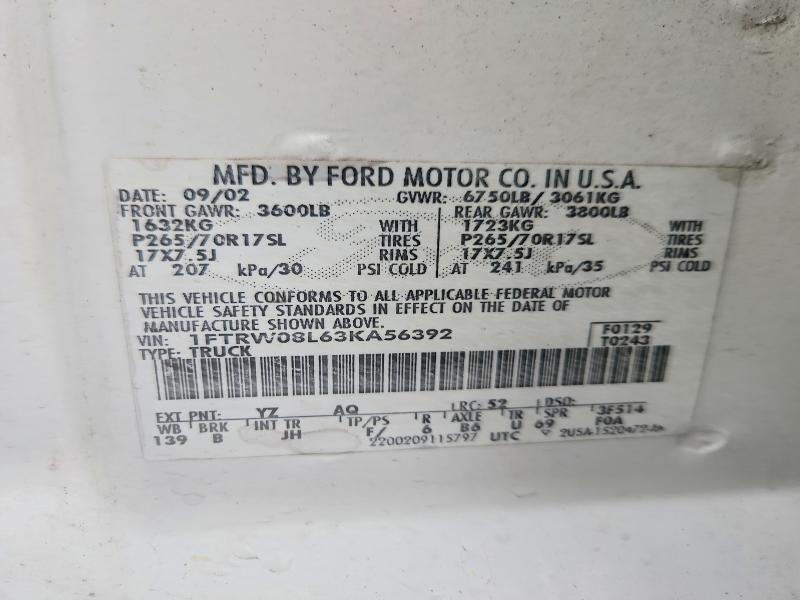 MFD. BY FORD MOTOR CO. IN U.S.A.
DATE: 09/02 GVWR: 6750LB/ 3061KG
FRONT GAWR: 3600LB REAR GAWR: 3800LB
1632KG WITH 1723KG WITH
P265/70R17SL TIRES P265/70R17SL TIRES
17X7.5J RIMS 17X7.5J RIMS
AT 207 kPa/30 PSI COLD AT 241 kPa/35 PSI COLD
THIS VEHICLE CONFORMS TO ALL APPLICABLE FEDERAL MOTOR
VEHICLE SAFETY STANDARDS IN EFFECT ON THE DATE OF
MANUFACTURE SHOWN ABOVE.
VIN: 1FTRW08L63KA56392 F0129
TYPE: TRUCK T0243
EXT PNT: YZ AQ LRC: 52 DSO:
WB BRK INT TR TP/PS R AXLE TR SPR 3F514
139 B JH F/ 6 B6 U 69 F0A
2200209115797 UTC